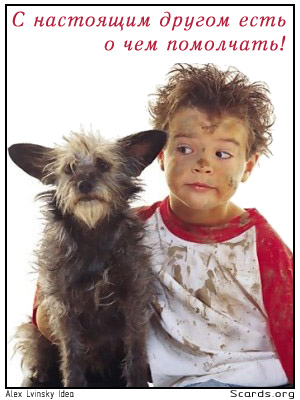 С настоящим другом есть
о чем помолчать!
Alex Lvinsky Idea
Scards.org